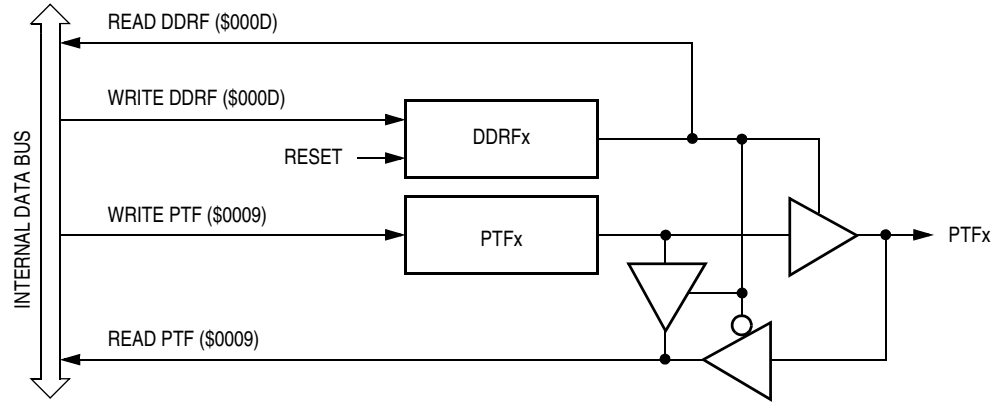 READ DDRF ($000D)
WRITE DDRF ($000D)
DDRFx
RESET
INTERNAL DATA BUS
WRITE PTF ($0009)
PTFx
PTFx
READ PTF ($0009)